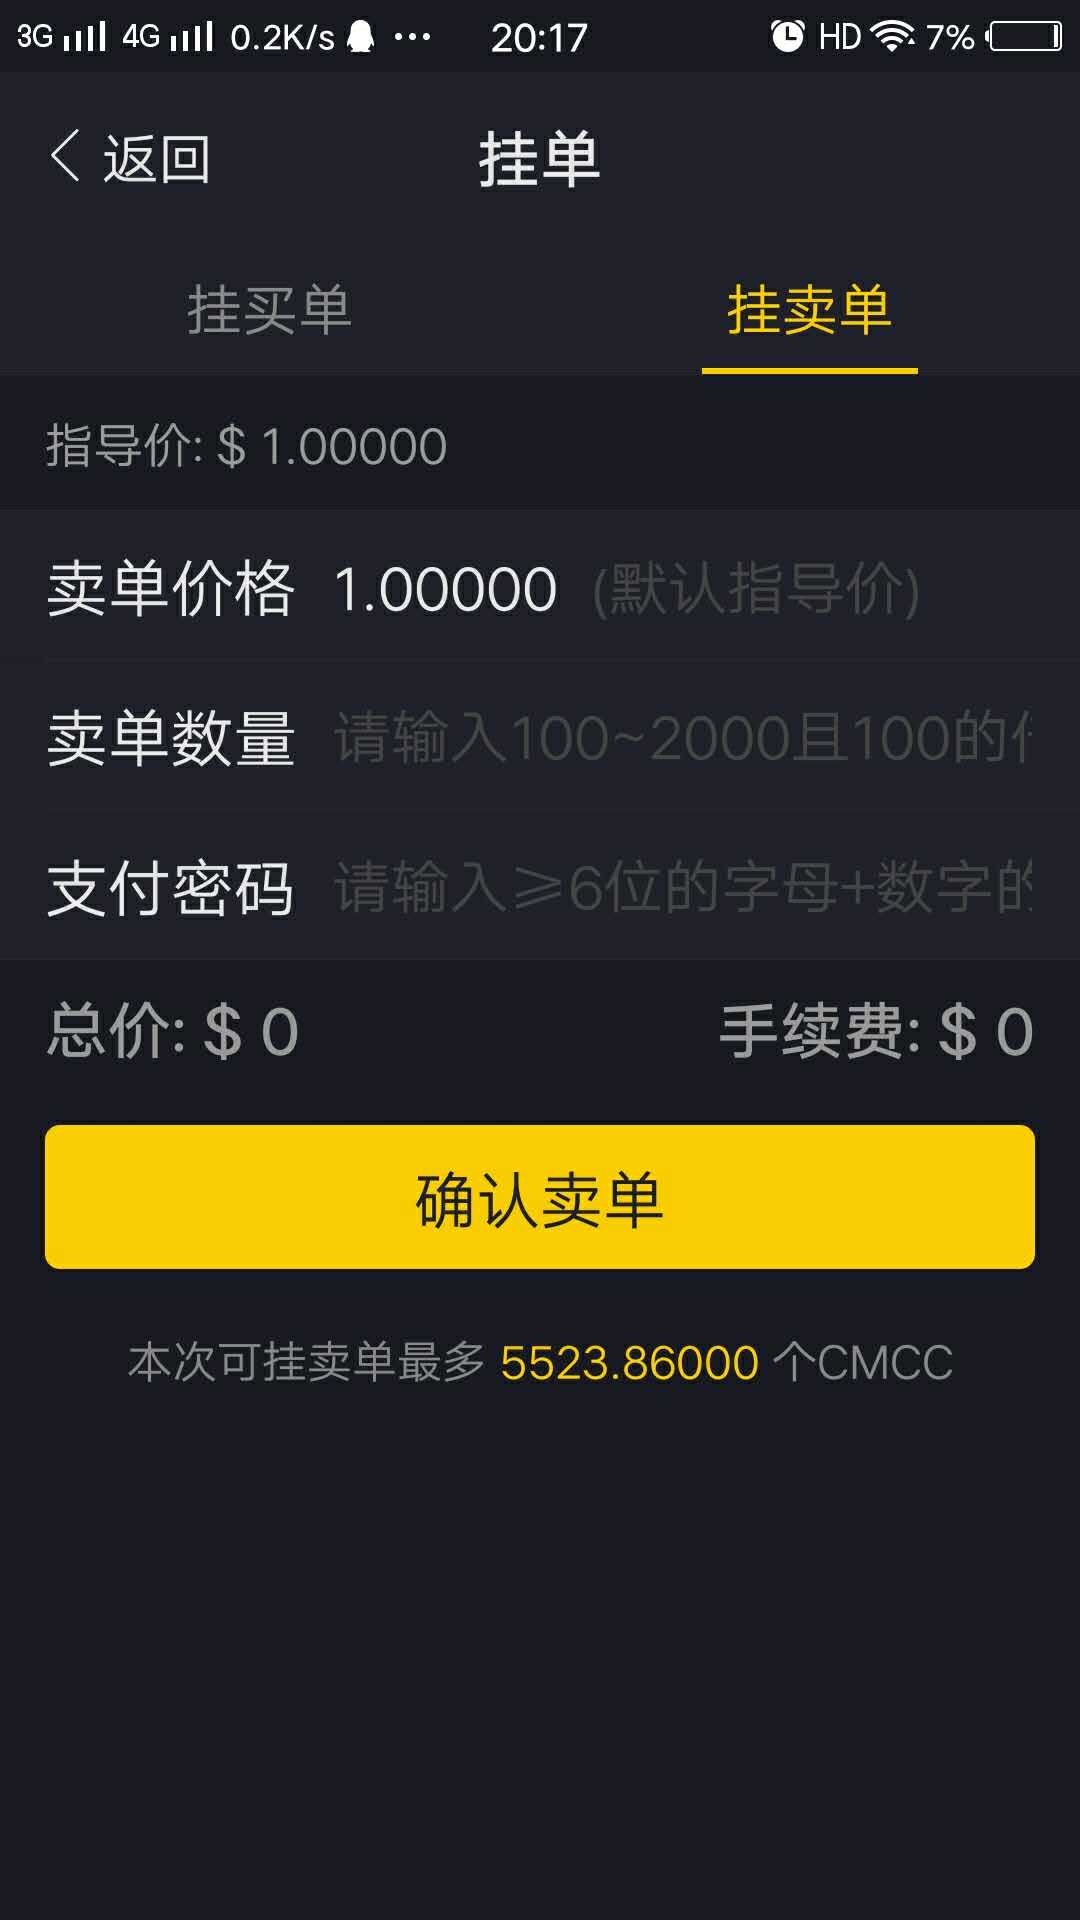 3G 4G 0.2K/s ··· 20:17 HD 7%
返回 挂单
挂买单 挂卖单
指导价: $ 1.00000
卖单价格 1.00000 (默认指导价)
卖单数量 请输入100~2000且100的
支付密码 请输入≥6位的字母+数字的
总价: $ 0 手续费: $ 0
确认卖单
本次可挂卖单最多 5523.86000 个CMCC